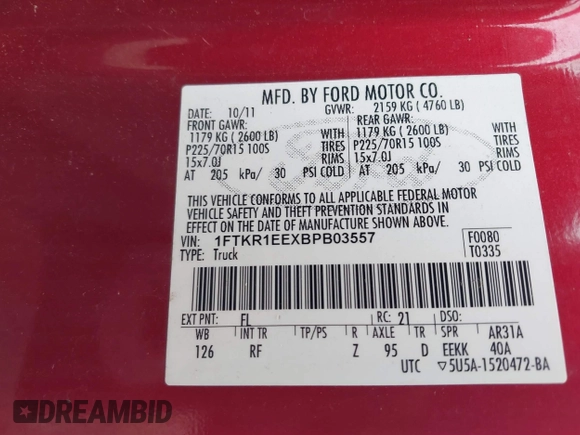 MFD. BY FORD MOTOR CO.
DATE: 10/11 GVWR: 2159 KG ( 4760 LB)
FRONT GAWR: REAR GAWR:
1179 KG ( 2600 LB) WITH 1179 KG ( 2600 LB) WITH
P225/70R15 100S TIRES P225/70R15 100S TIRES
15x7.0J RIMS 15x7.0J RIMS
AT 205 kPa/ 30 PSI COLD AT 205 kPa/ 30 PSI COLD
THIS VEHICLE CONFORMS TO ALL APPLICABLE FEDERAL MOTOR
VEHICLE SAFETY AND THEFT PREVENTION STANDARDS IN
EFFECT ON THE DATE OF MANUFACTURE SHOWN ABOVE.
VIN: 1FTKR1EEXBPB03557 F0080
TYPE: Truck T0335
EXT PNT: FL RC: 21 DSO:
WB INT TR TP/PS R AXLE TR SPR AR31A
126 RF Z 95 D EEKK 40A
UTC ▽5U5A-1520472-BA
Ford
DREAMBID